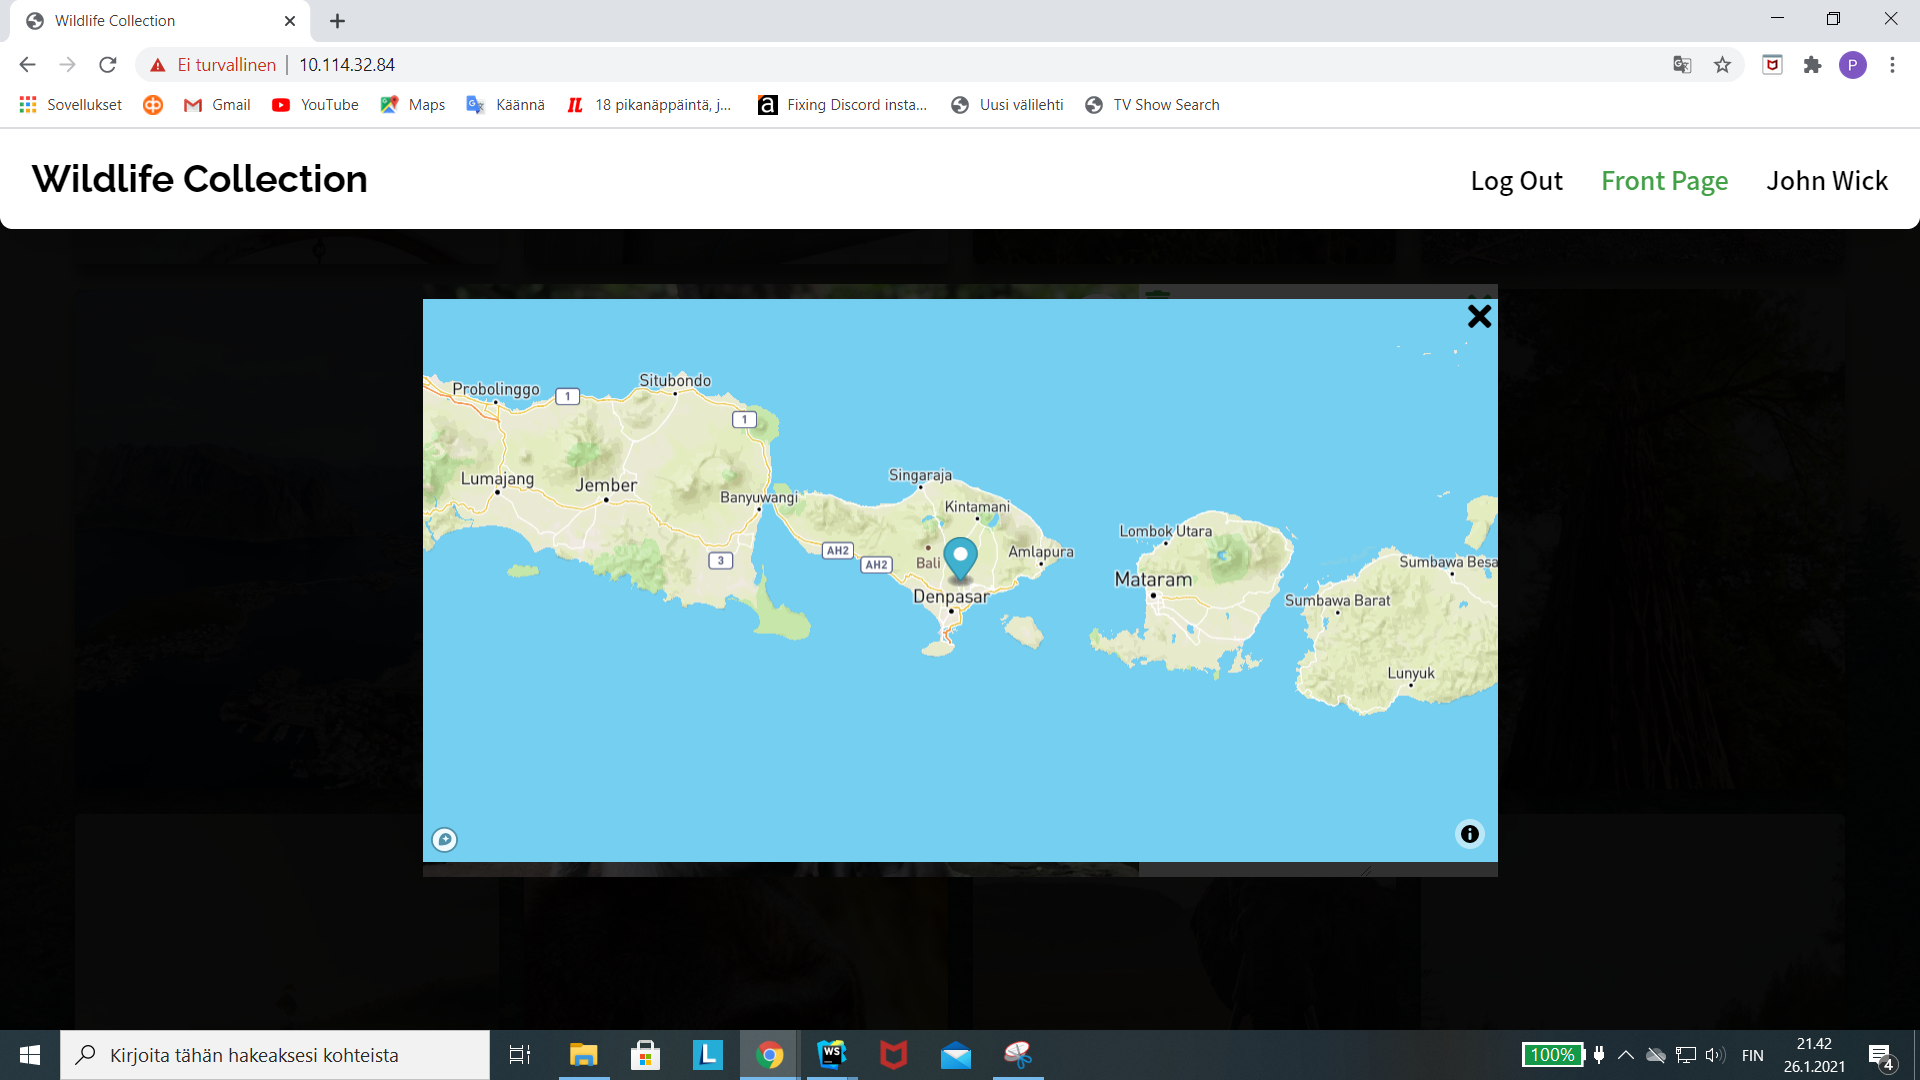 Wildlife Collection
Ei turvallinen 10.114.32.84
P
Sovellukset Gmail YouTube Maps Käännä 18 pikanäppäintä, j... Fixing Discord insta... Uusi välilehti TV Show Search
Wildlife Collection
Log Out Front Page John Wick
Probolinggo
1
Situbondo
1
Lumajang
Jember
Banyuwangi
3
Singaraja
Kintamani
AH2
AH2
Bali
Amlapura
Denpasar
Lombok Utara
Mataram
Sumbawa Besa
Sumbawa Barat
Lunyuk
Kirjoita tähän hakeaksesi kohteista
L
WS
100%
FIN
21.42
26.1.2021
4